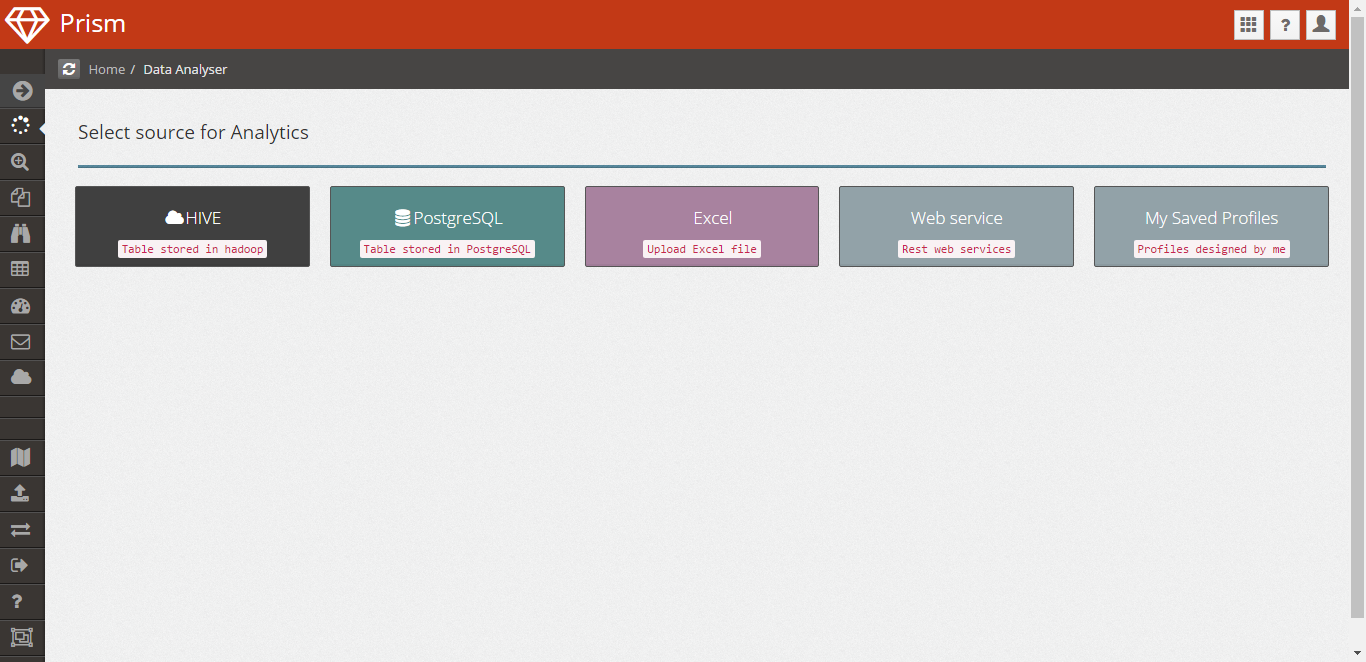 Prism
?
Home / Data Analyser
Select source for Analytics
HIVE
Table stored in hadoop
PostgreSQL
Table stored in PostgreSQL
Excel
Upload Excel file
Web service
Rest web services
My Saved Profiles
Profiles designed by me
?